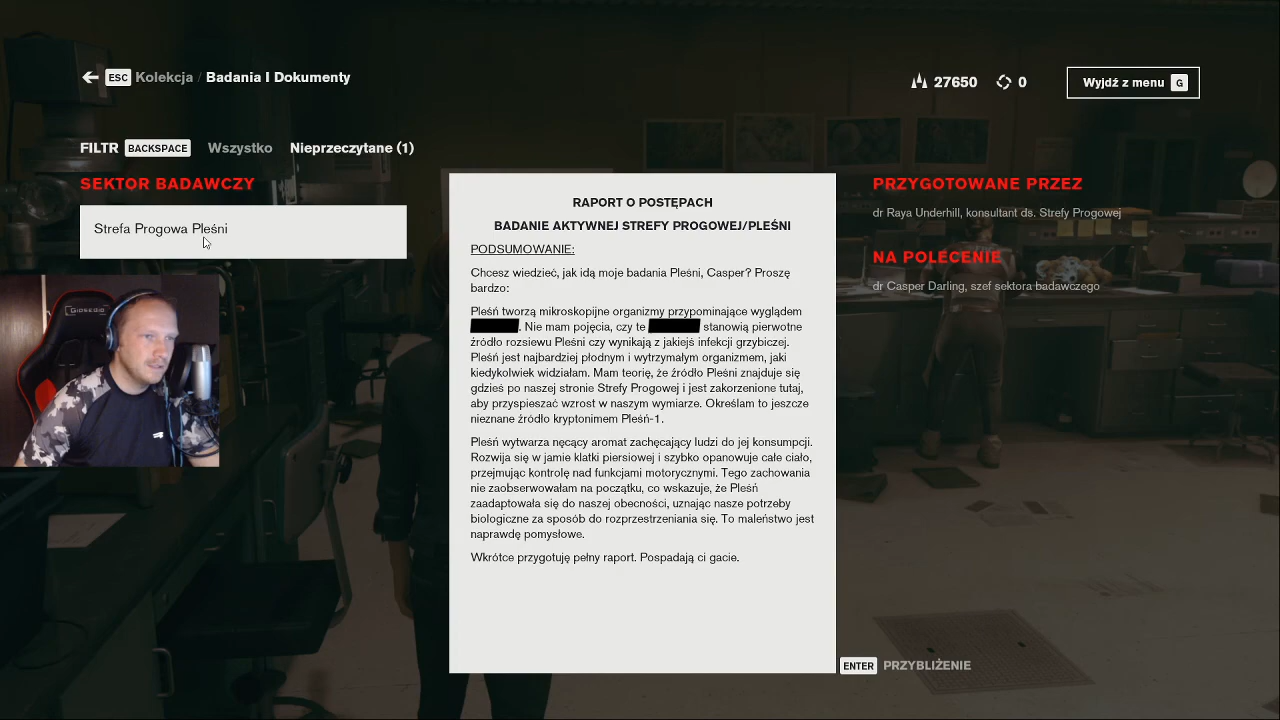 ESC Kolekcja / Badania I Dokumenty
27650
0
Wyjdź z menu G
FILTR BACKSPACE Wszystko Nieprzeczytane (1)
SEKTOR BADAWCZY
Strefa Progowa Pleśni
RAPORT O POSTĘPACH
BADANIE AKTYWNEJ STREFY PROGOWEJ/PLEŚNI
PODSUMOWANIE:
Chcesz wiedzieć, jak idą moje badania Pleśni, Casper? Proszę
bardzo:
Pleśń tworzą mikroskopijne organizmy przypominające wyglądem
. Nie mam pojęcia, czy te stanowią pierwotne
źródło rozsiewu Pleśni czy wynikają z jakiejś infekcji grzybiczej.
Pleśń jest najbardziej płodnym i wytrzymałym organizmem, jaki
kiedykolwiek widziałam. Mam teorię, że źródło Pleśni znajduje się
gdzieś po naszej stronie Strefy Progowej i jest zakorzenione tutaj,
aby przyspieszać wzrost w naszym wymiarze. Określam to jeszcze
nieznane źródło kryptonimem Pleśń-1.
Pleśń wytwarza nęcący aromat zachęcający ludzi do jej konsumpcji.
Rozwija się w jamie klatki piersiowej i szybko opanowuje całe ciało,
przejmując kontrolę nad funkcjami motorycznymi. Tego zachowania
nie zaobserwowałam na początku, co wskazuje, że Pleśń
zaadaptowała się do naszej obecności, uznając nasze potrzeby
biologiczne za sposób do rozprzestrzeniania się. To maleństwo jest
naprawdę pomysłowe.
Wkrótce przygotuję pełny raport. Pospadają ci gacie.
PRZYGOTOWANE PRZEZ
dr Raya Underhill, konsultant ds. Strefy Progowej
NA POLECENIE
dr Casper Darling, szef sektora badawczego
ENTER PRZYBLIŻENIE